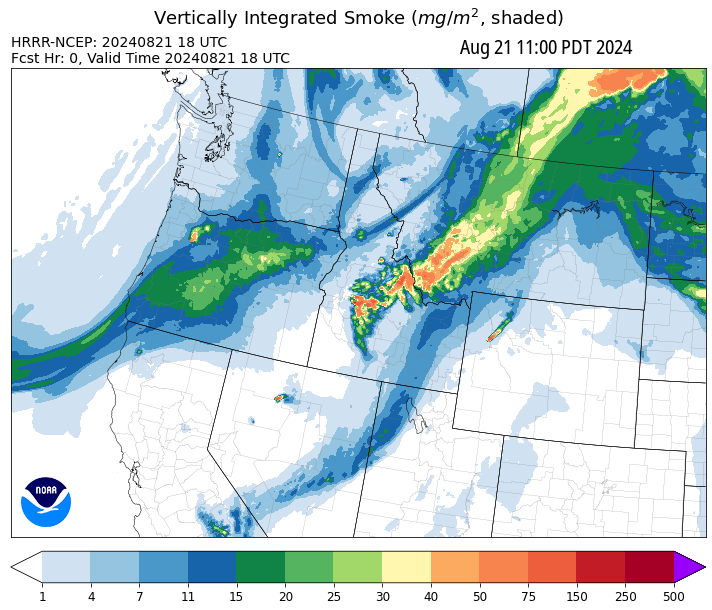 Vertically Integrated Smoke (mg/m², shaded)
HRRR-NCEP: 20240821 18 UTC
Aug 21 11:00 PDT 2024
Fcst Hr: 0, Valid Time 20240821 18 UTC
NOAA
1 4 7 11 15 20 25 30 40 50 75 150 250 500